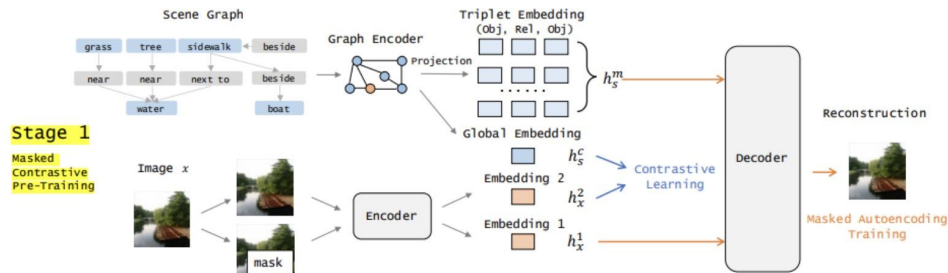 Scene Graph
grass tree sidewalk beside
near near next to beside
water boat
Graph Encoder
Projection
Triplet Embedding
(Obj, Rel, Obj)
......
h_s^m
Global Embedding
h_s^c
Embedding 2
h_x^2
Embedding 1
h_x^1
Contrastive
Learning
Stage 1
Masked
Contrastive
Pre-Training
Image x
mask
Encoder
Decoder
Reconstruction
Masked Autoencoding
Training